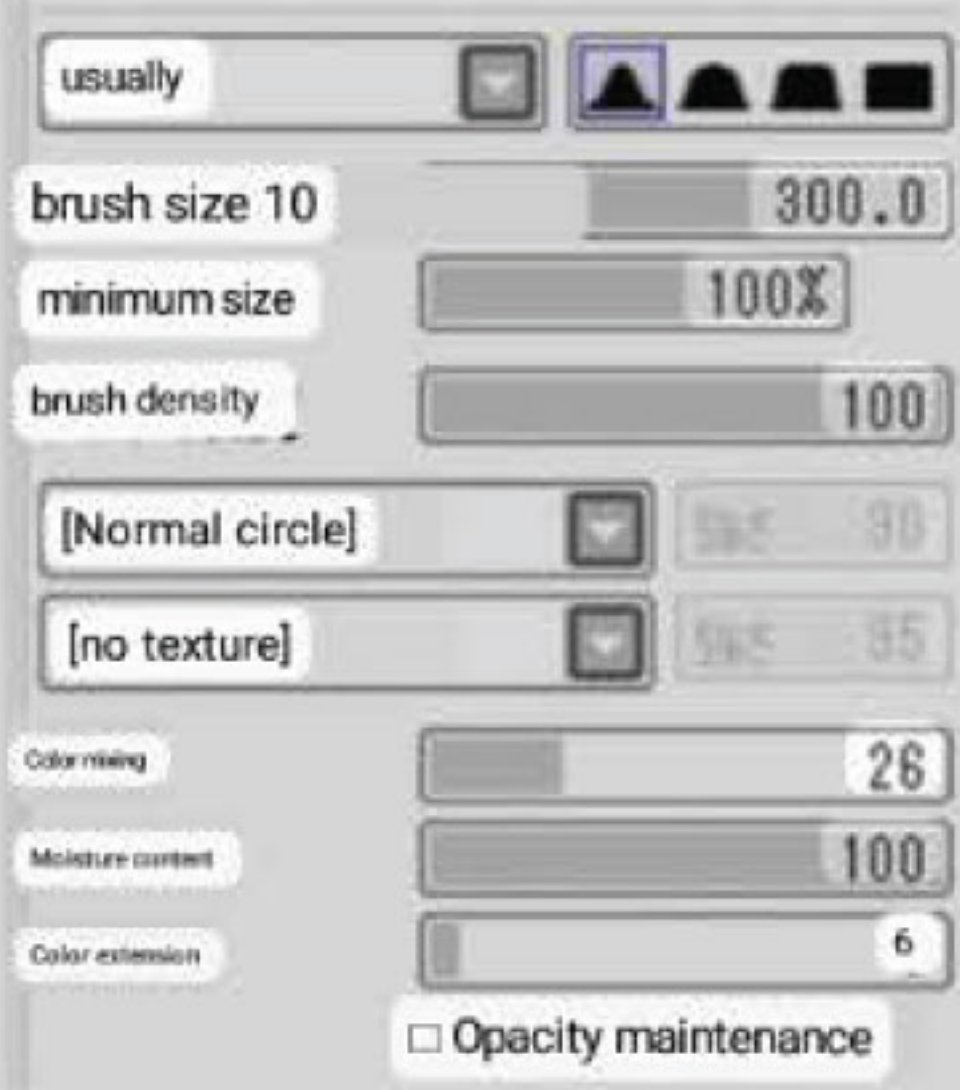 usually
brush size 10 300.0
minimum size 100%
brush density 100
[Normal circle] 30
[no texture]
Color mixing 26
Moisture content 100
Color extension 6
Opacity maintenance